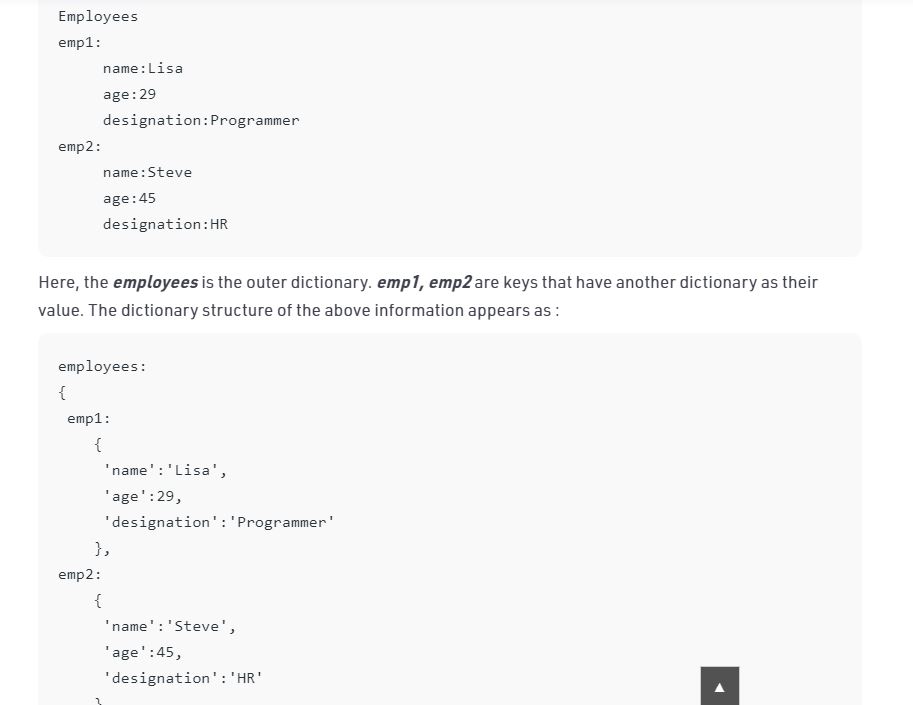 Employees
emp1:
name:Lisa
age:29
designation:Programmer
emp2:
name:Steve
age:45
designation:HR
Here, the employees is the outer dictionary. emp1, emp2 are keys that have another dictionary as their
value. The dictionary structure of the above information appears as :
employees:
{
emp1:
{
'name':'Lisa',
'age':29,
'designation':'Programmer'
},
emp2:
{
'name':'Steve',
'age':45,
'designation':'HR'
}